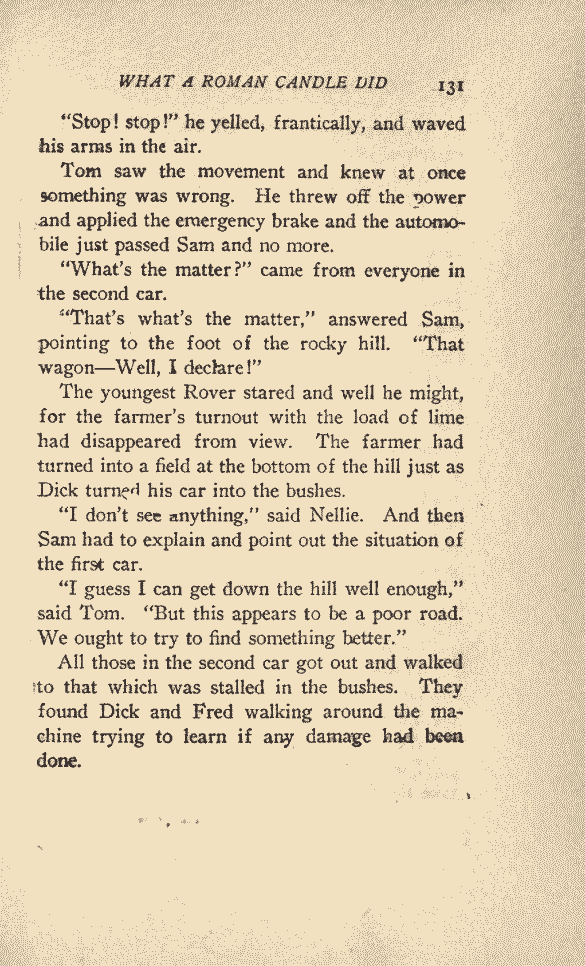 WHAT A ROMAN CANDLE DID 131
"Stop! stop!" he yelled, frantically, and waved
his arms in the air.
Tom saw the movement and knew at once
something was wrong. He threw off the power
and applied the emergency brake and the automo-
bile just passed Sam and no more.
"What's the matter?" came from everyone in
the second car.
"That's what's the matter," answered Sam,
pointing to the foot of the rocky hill. "That
wagon—Well, I declare!"
The youngest Rover stared and well he might,
for the farmer's turnout with the load of lime
had disappeared from view. The farmer had
turned into a field at the bottom of the hill just as
Dick turned his car into the bushes.
"I don't see anything," said Nellie. And then
Sam had to explain and point out the situation of
the first car.
"I guess I can get down the hill well enough,"
said Tom. "But this appears to be a poor road.
We ought to try to find something better."
All those in the second car got out and walked
to that which was stalled in the bushes. They
found Dick and Fred walking around the ma-
chine trying to learn if any damage had been
done.